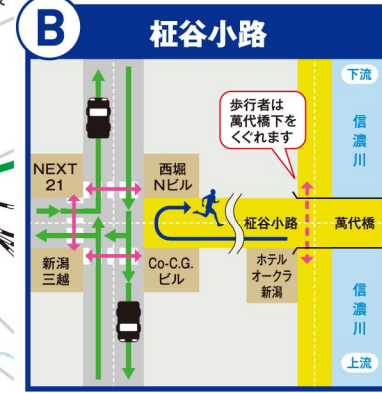 B
柾谷小路
下流
歩行者は
萬代橋下を
くぐれます
信
濃
川
NEXT
21
西堀
Nビル
柾谷小路
萬代橋
新潟
三越
Co-C.G.
ビル
ホテル
オークラ
新潟
信
濃
川
上流